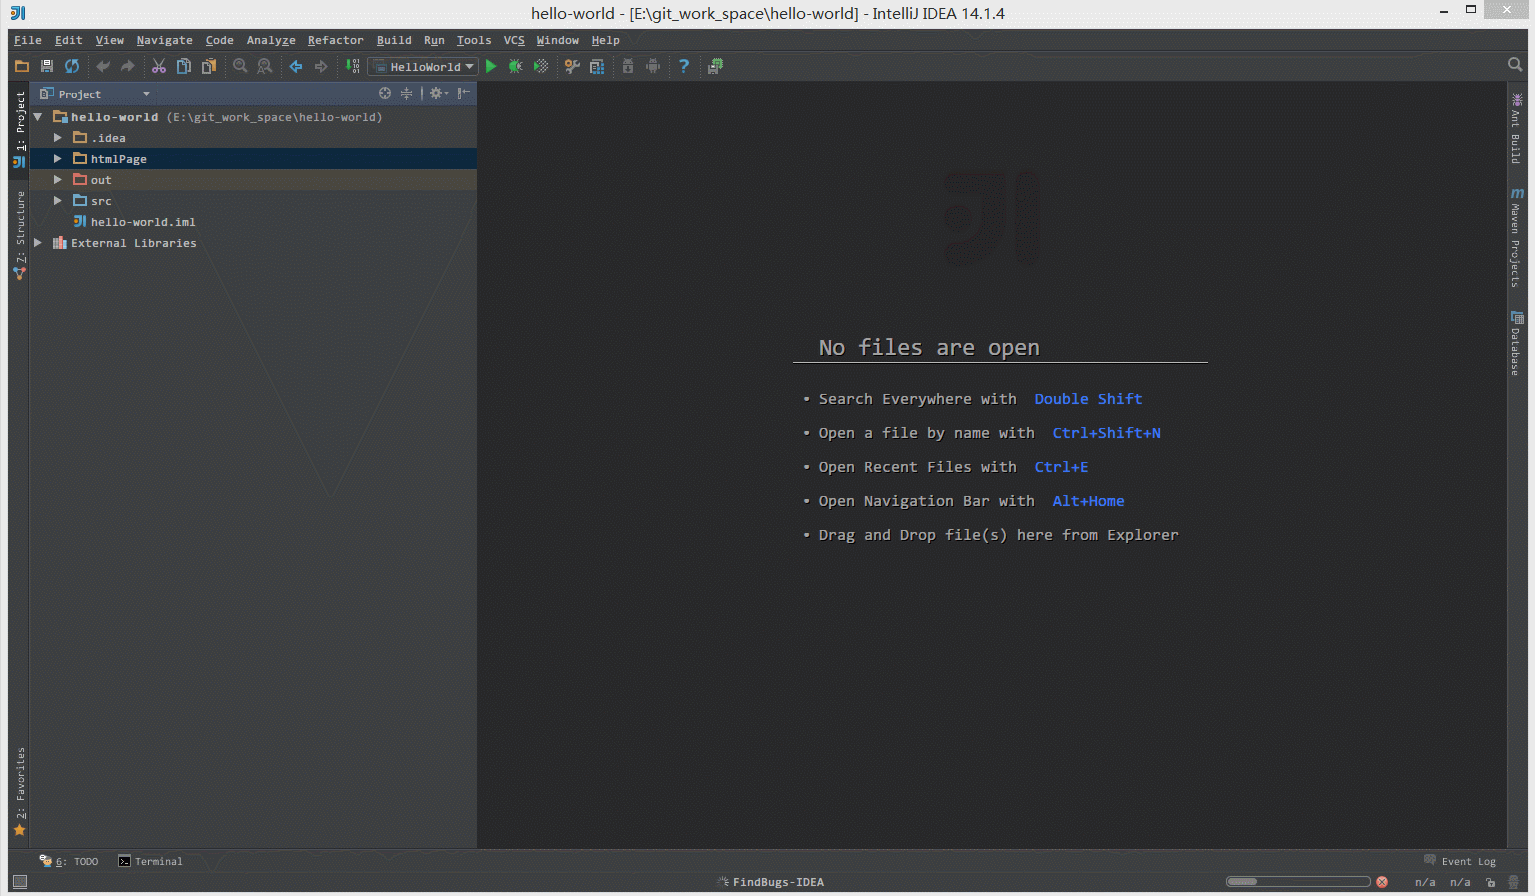 hello-world - [E:\git_work_space\hello-world] - IntelliJ IDEA 14.1.4
File Edit View Navigate Code Analyze Refactor Build Run Tools VCS Window Help
HelloWorld
Project
hello-world (E:\git_work_space\hello-world)
.idea
htmlPage
out
src
hello-world.iml
External Libraries
1: Project
7: Structure
2: Favorites
No files are open
• Search Everywhere with Double Shift
• Open a file by name with Ctrl+Shift+N
• Open Recent Files with Ctrl+E
• Open Navigation Bar with Alt+Home
• Drag and Drop file(s) here from Explorer
Ant Build
m Maven Projects
Database
6: TODO Terminal
Event Log
FindBugs-IDEA
n/a n/a